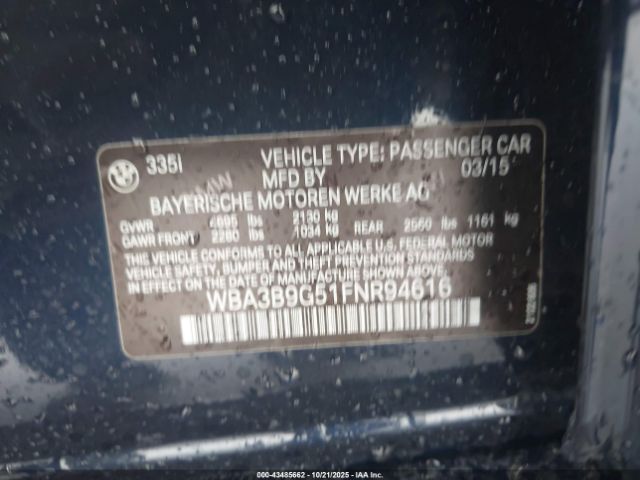 335i
VEHICLE TYPE: PASSENGER CAR
MFD BY 03/15
BAYERISCHE MOTOREN WERKE AG
GVWR 4695 lbs 2130 kg
GAWR FRONT 2280 lbs 1034 kg REAR 2560 lbs 1161 kg
THIS VEHICLE CONFORMS TO ALL APPLICABLE U.S. FEDERAL MOTOR
VEHICLE SAFETY, BUMPER AND THEFT PREVENTION STANDARDS
IN EFFECT ON THE DATE OF MANUFACTURE SHOWN ABOVE.
WBA3B9G51FNR94616
000-43485662 - 10/21/2025 - © IAA Inc.